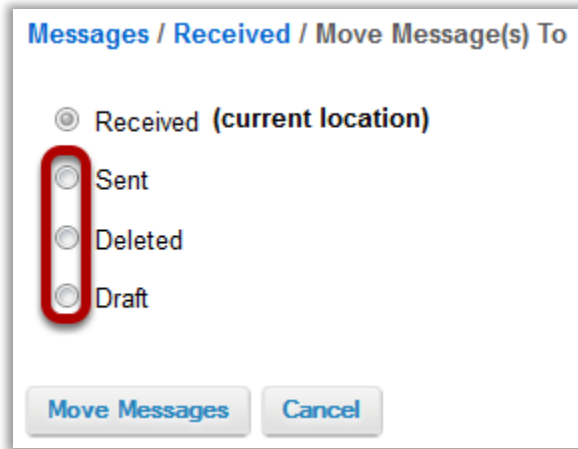 Messages / Received / Move Message(s) To
Received (current location)
Sent
Deleted
Draft
Move Messages Cancel